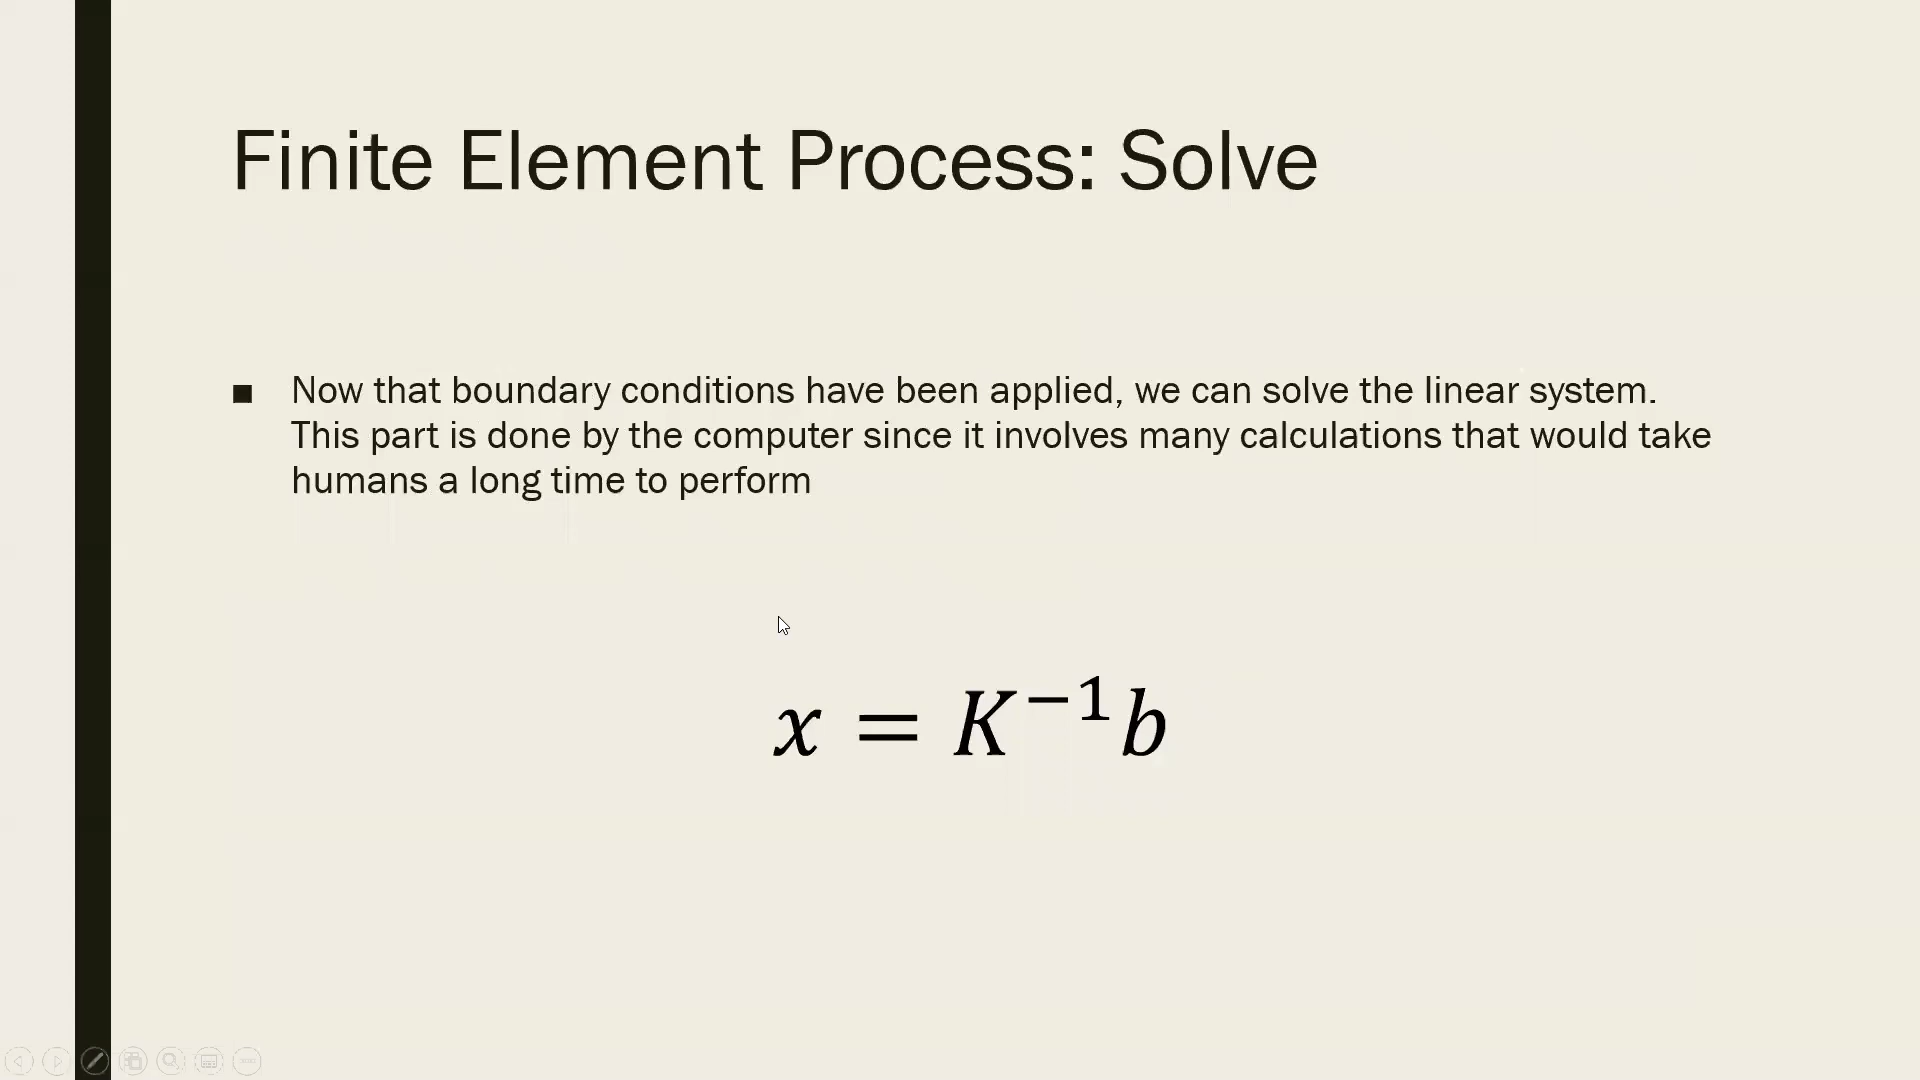 Finite Element Process: Solve
■ Now that boundary conditions have been applied, we can solve the linear system.
This part is done by the computer since it involves many calculations that would take
humans a long time to perform
x = K⁻¹b